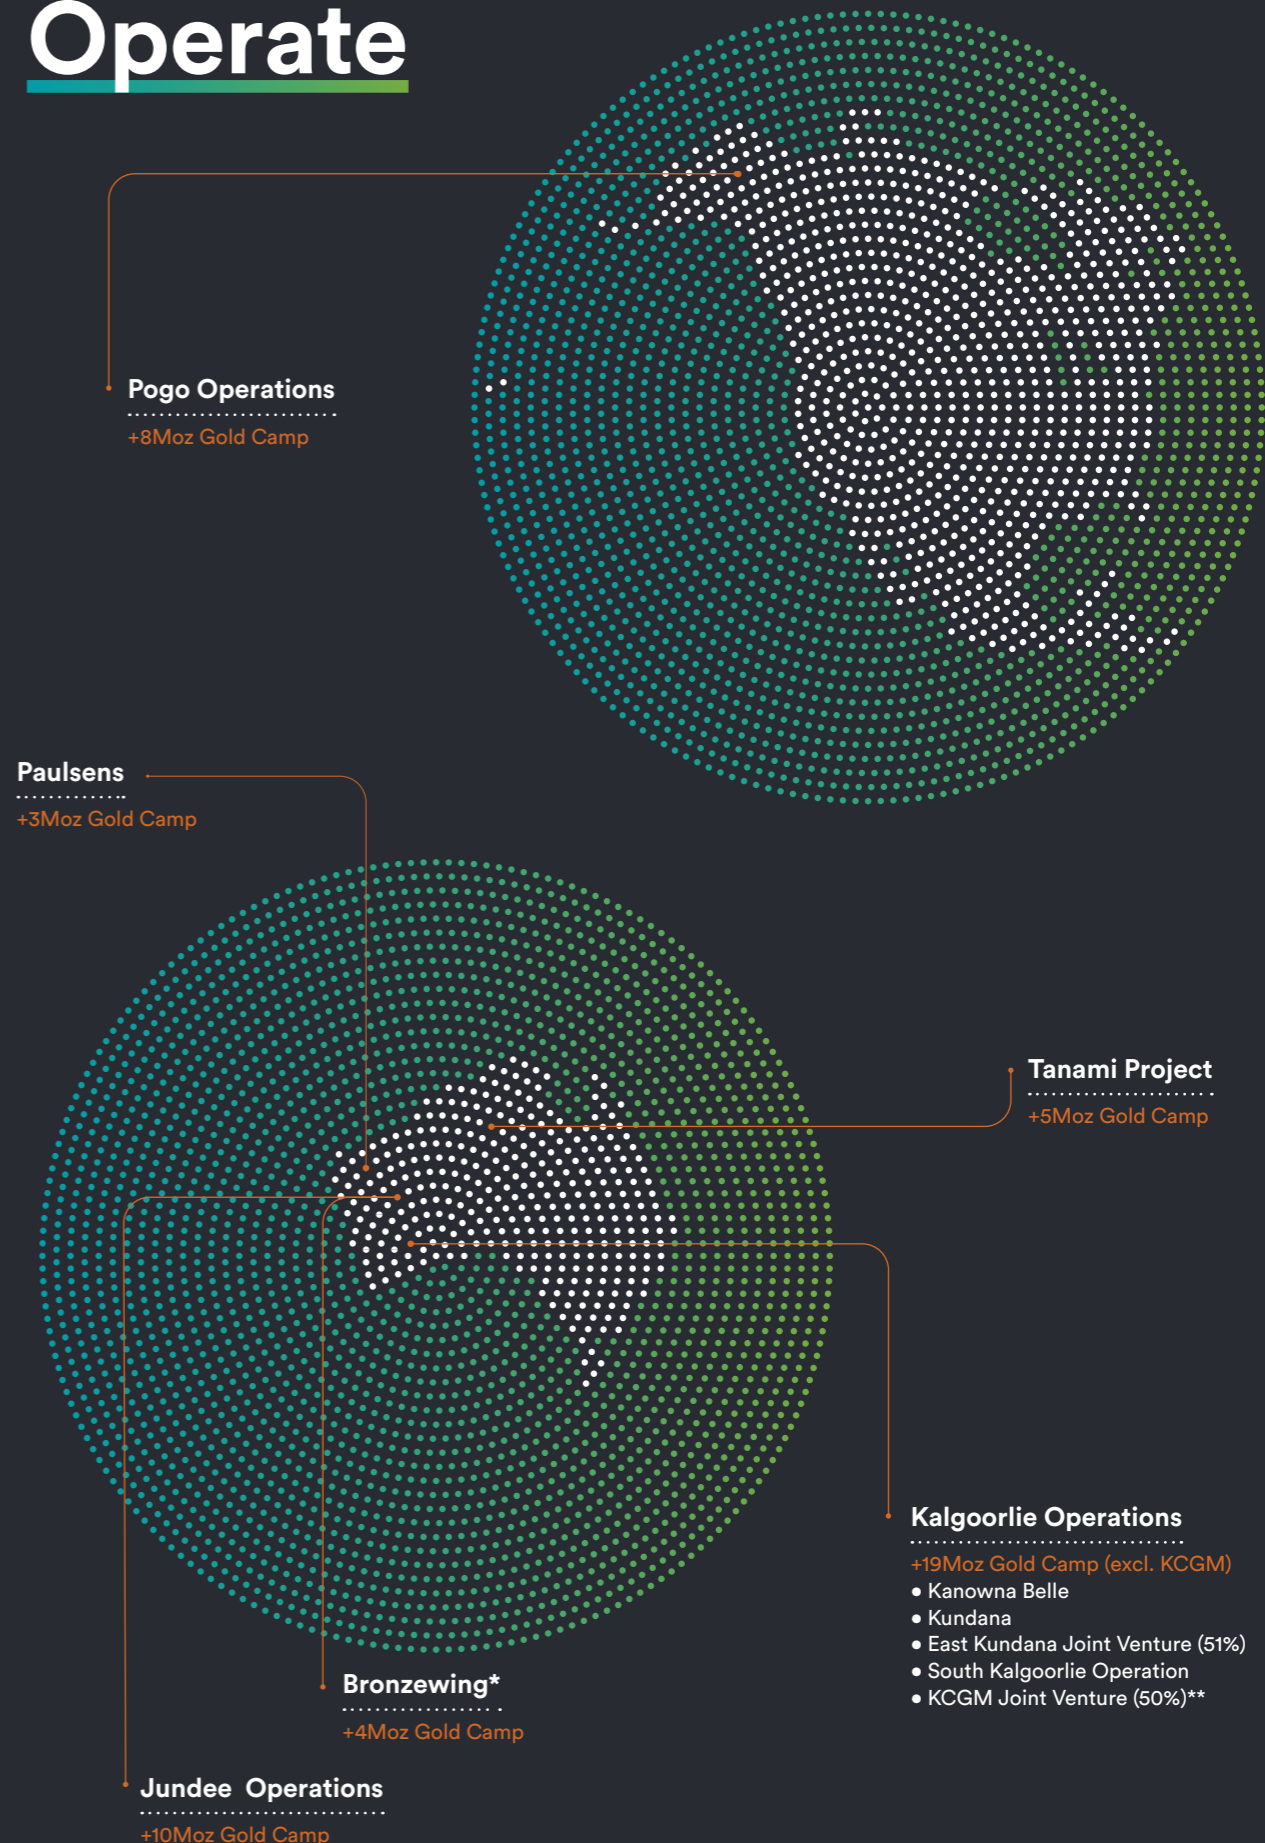 Operate
Pogo Operations
+8Moz Gold Camp
Paulsens
+3Moz Gold Camp
Tanami Project
+5Moz Gold Camp
Kalgoorlie Operations
+19Moz Gold Camp (excl. KCGM)
● Kanowna Belle
● Kundana
● East Kundana Joint Venture (51%)
● South Kalgoorlie Operation
● KCGM Joint Venture (50%)**
Bronzewing*
+4Moz Gold Camp
Jundee Operations
+10Moz Gold Camp